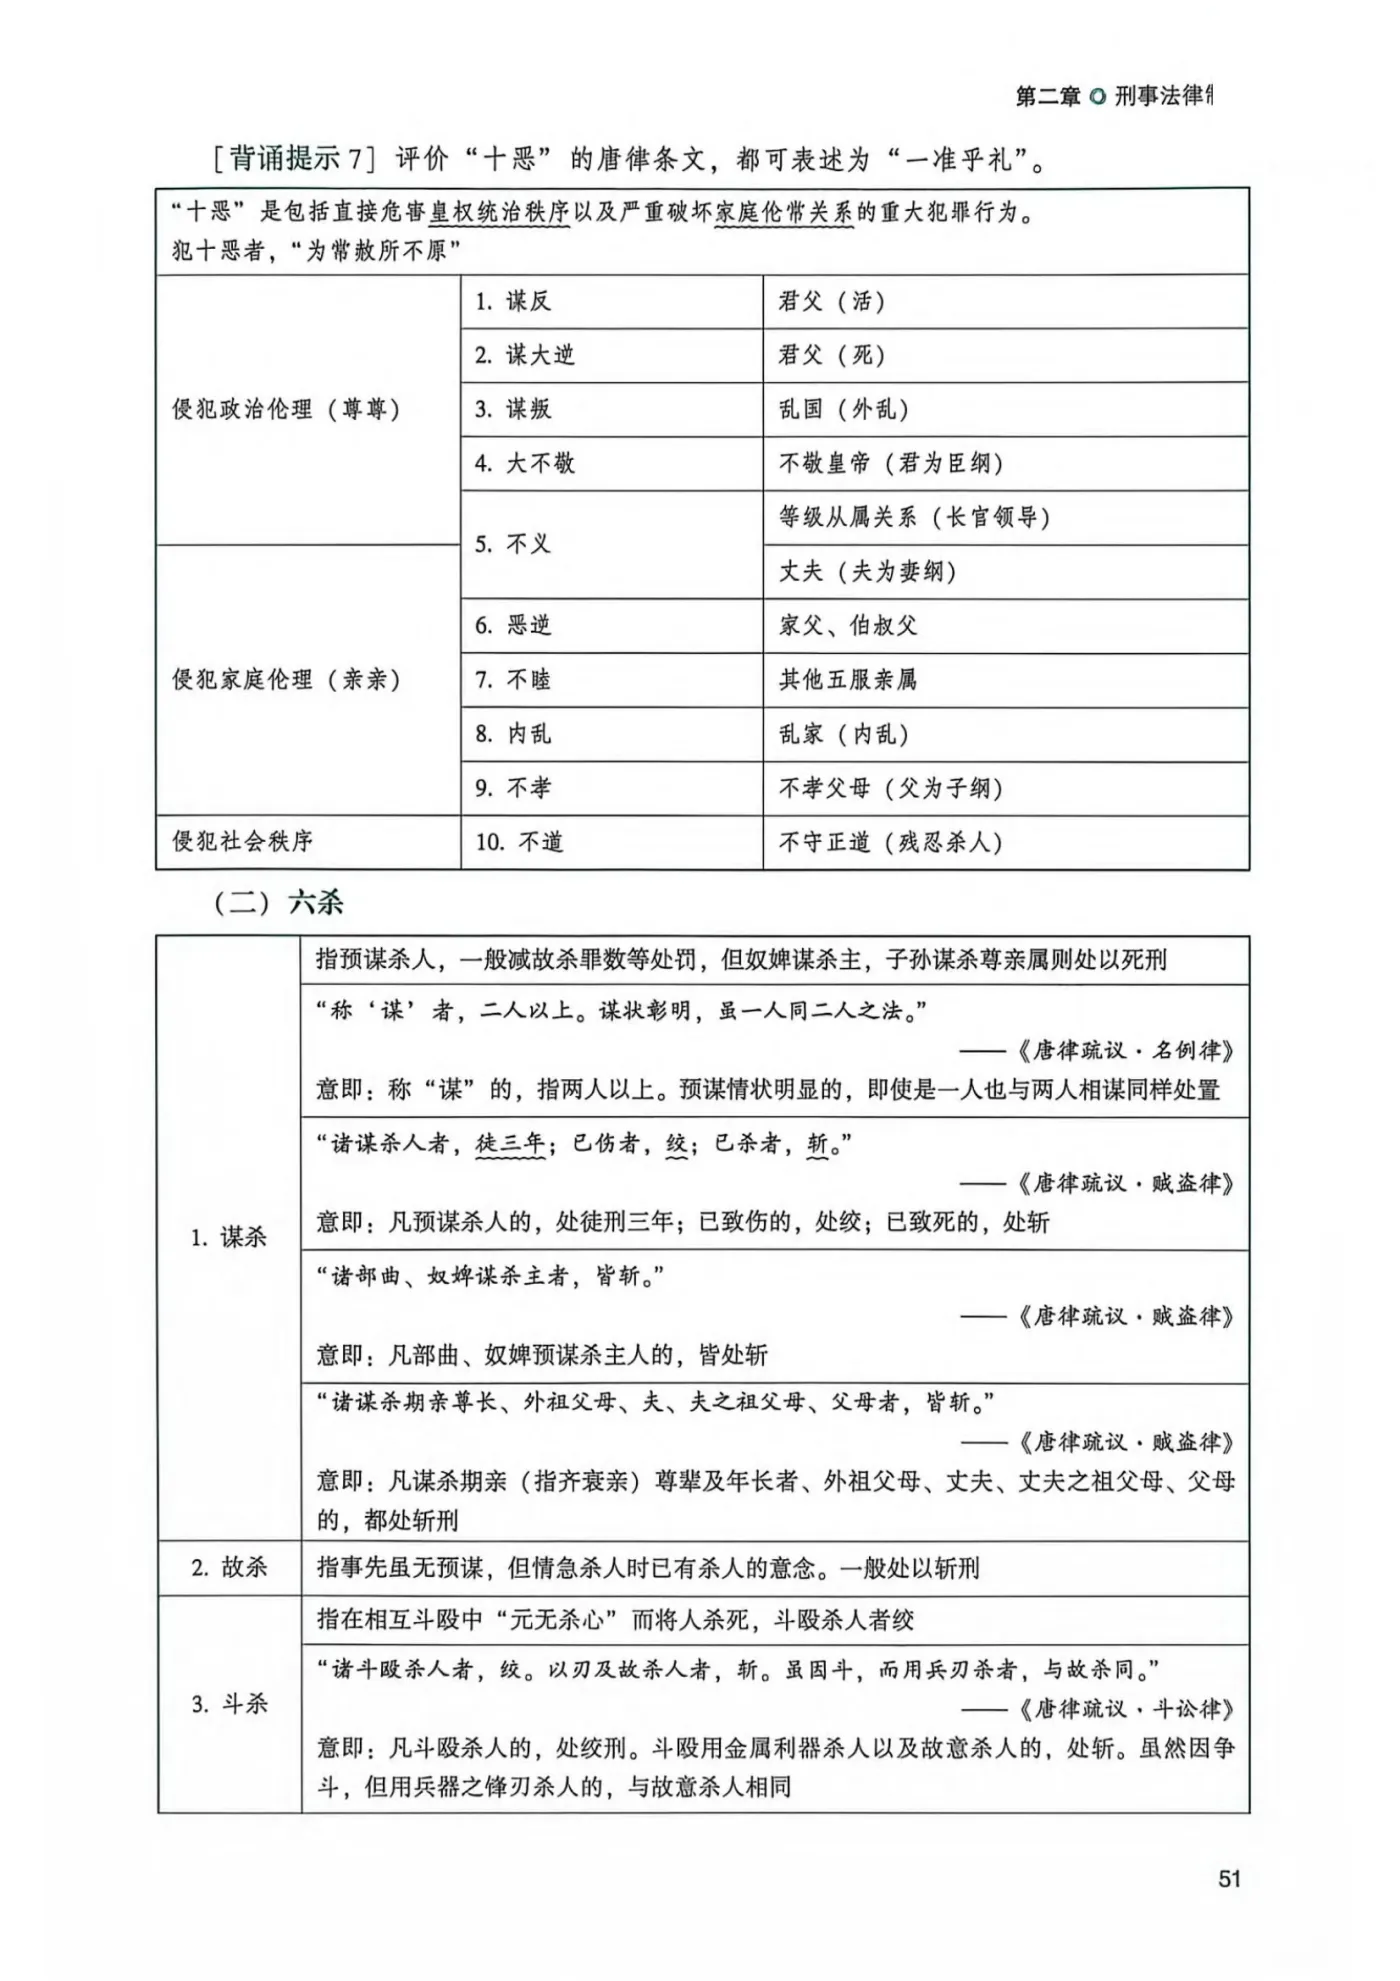 第二章 刑事法律制
［背诵提示 7］ 评价“十恶”的唐律条文，都可表述为“一准乎礼”。
“十恶”是包括直接危害皇权统治秩序以及严重破坏家庭伦常关系的重大犯罪行为。
犯十恶者，“为常赦所不原”
侵犯政治伦理（尊尊）
1. 谋反
君父（活）
2. 谋大逆
君父（死）
3. 谋叛
乱国（外乱）
4. 大不敬
不敬皇帝（君为臣纲）
5. 不义
等级从属关系（长官领导）
丈夫（夫为妻纲）
侵犯家庭伦理（亲亲）
6. 恶逆
家父、伯叔父
7. 不睦
其他五服亲属
8. 内乱
乱家（内乱）
9. 不孝
不孝父母（父为子纲）
侵犯社会秩序
10. 不道
不守正道（残忍杀人）
（二）六杀
1. 谋杀
指预谋杀人，一般减故杀罪数等处罚，但奴婢谋杀主，子孙谋杀尊亲属则处以死刑
“称‘谋’者，二人以上。谋状彰明，虽一人同二人之法。”
——《唐律疏议·名例律》
意即：称“谋”的，指两人以上。预谋情状明显的，即使是一人也与两人相谋同样处置
“诸谋杀人者，徒三年；已伤者，绞；已杀者，斩。”
——《唐律疏议·贼盗律》
意即：凡预谋杀人的，处徒刑三年；已致伤的，处绞；已致死的，处斩
“诸部曲、奴婢谋杀主者，皆斩。”
——《唐律疏议·贼盗律》
意即：凡部曲、奴婢预谋杀主人的，皆处斩
“诸谋杀期亲尊长、外祖父母、夫、夫之祖父母、父母者，皆斩。”
——《唐律疏议·贼盗律》
意即：凡谋杀期亲（指齐衰亲）尊辈及年长者、外祖父母、丈夫、丈夫之祖父母、父母
的，都处斩刑
2. 故杀
指事先虽无预谋，但情急杀人时已有杀人的意念。一般处以斩刑
3. 斗杀
指在相互斗殴中“元无杀心”而将人杀死，斗殴杀人者绞
“诸斗殴杀人者，绞。以刃及故杀人者，斩。虽因斗，而用兵刃杀者，与故杀同。”
——《唐律疏议·斗讼律》
意即：凡斗殴杀人的，处绞刑。斗殴用金属利器杀人以及故意杀人的，处斩。虽然因争
斗，但用兵器之锋刃杀人的，与故意杀人相同
51